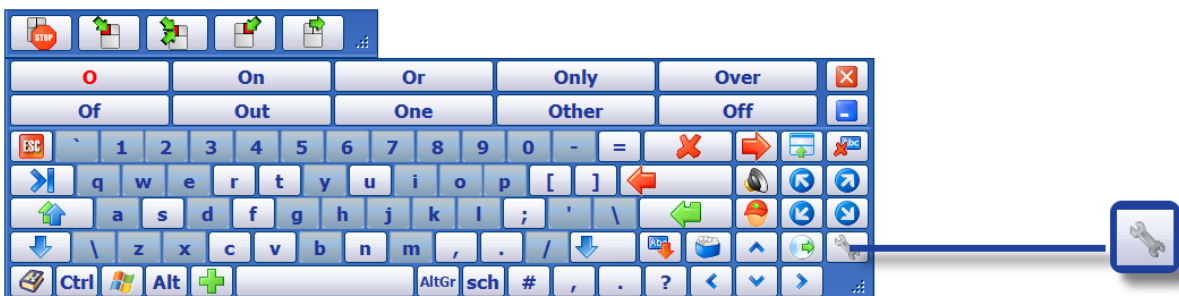 STOP
O On Or Only Over
Of Out One Other Off
ESC ` 1 2 3 4 5 6 7 8 9 0 - = Abc
q w e r t y u i o p [ ]
a s d f g h j k l ; ' \
\ z x c v b n m , . / Abc
Ctrl Alt AltGr sch # , . ?